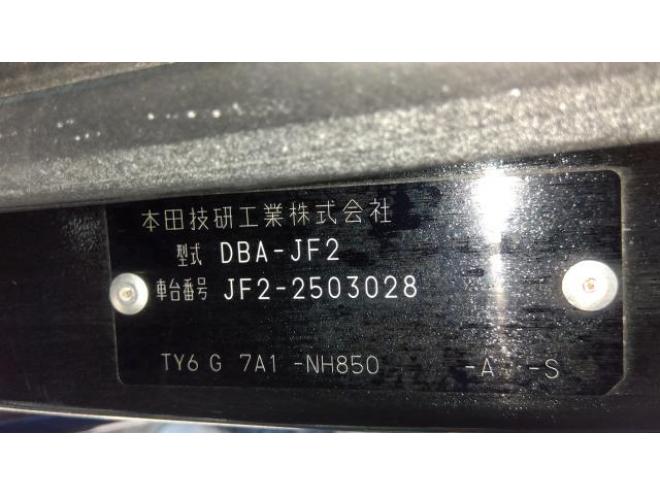 本田技研工業株式会社
型式 DBA-JF2
車台番号 JF2-2503028
TY6 G 7A1 -NH850 -A -S